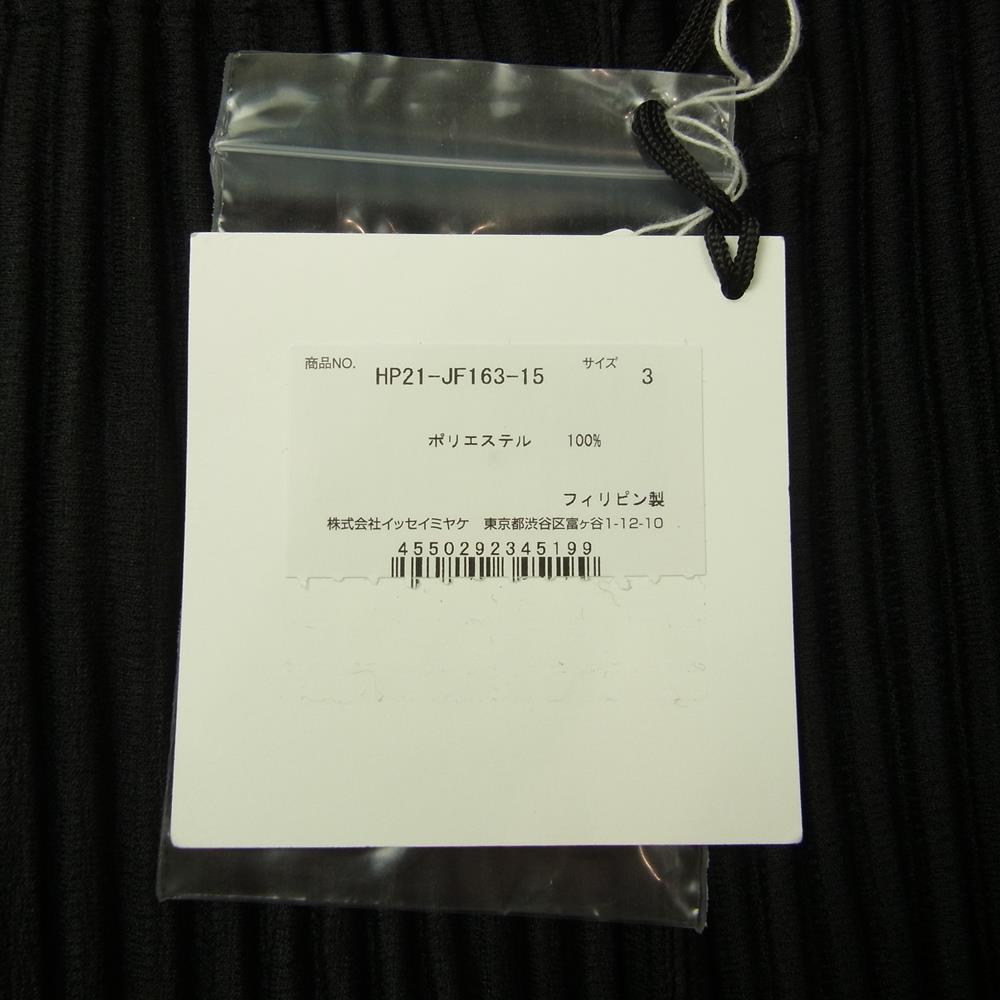 商品NO. HP21-JF163-15 サイズ 3
ポリエステル 100%
フィリピン製
株式会社イッセイミヤケ 東京都渋谷区富ヶ谷1-12-10
4550292345199